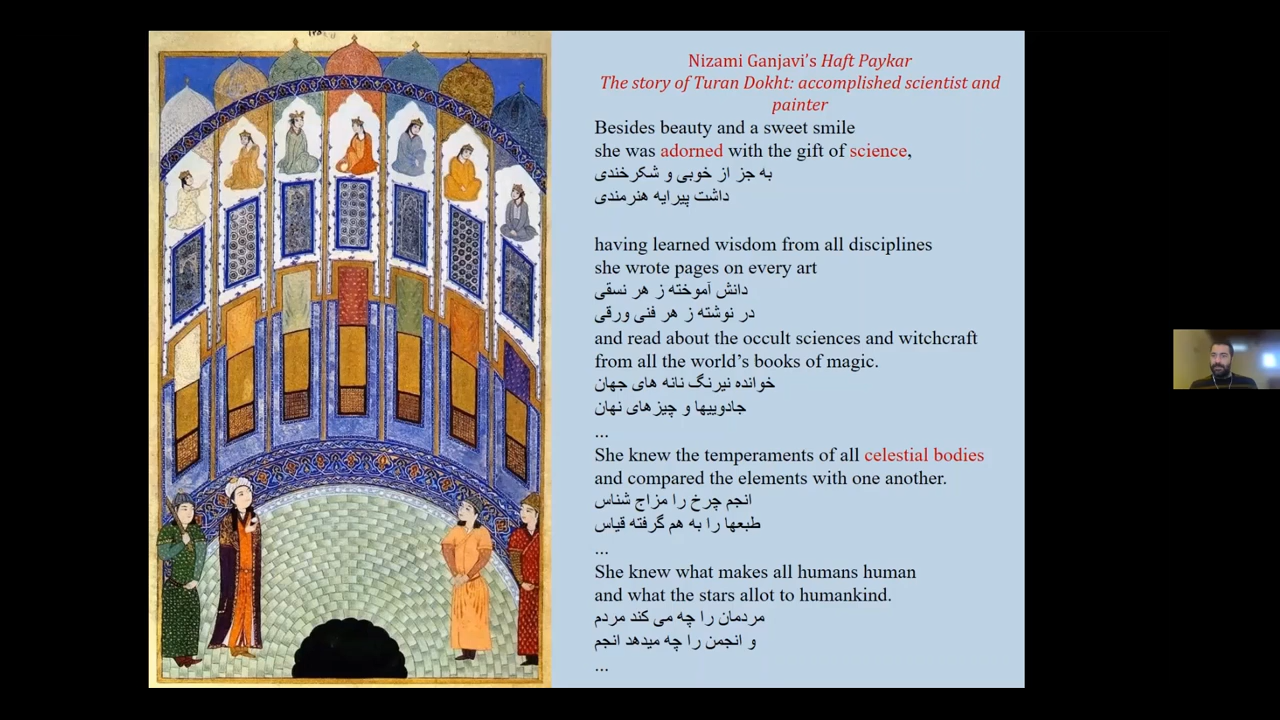 Nizami Ganjavi's Haft Paykar
The story of Turan Dokht: accomplished scientist and
painter
Besides beauty and a sweet smile
she was adorned with the gift of science,
به جز از خوبی و شکرخندی
داشت پیرایه هنرمندی
having learned wisdom from all disciplines
she wrote pages on every art
دانش آموخته ز هر نسقی
در نوشته ز هر فنی ورقی
and read about the occult sciences and witchcraft
from all the world's books of magic.
خوانده نیرنگ نانه های جهان
جادوییها و چیزهای نهان
...
She knew the temperaments of all celestial bodies
and compared the elements with one another.
انجم چرخ را مزاج شناس
طبعها را به هم گرفته قیاس
...
She knew what makes all humans human
and what the stars allot to humankind.
مردمان را چه می کند مردم
و انجمن را چه میدهد انجم
...